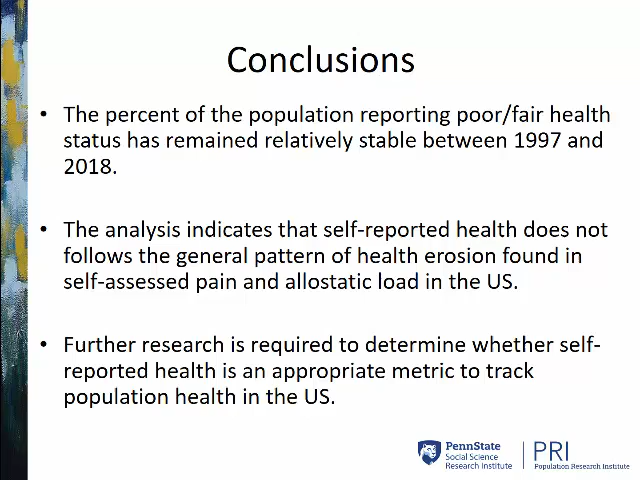 Conclusions
• The percent of the population reporting poor/fair health
status has remained relatively stable between 1997 and
2018.
• The analysis indicates that self-reported health does not
follows the general pattern of health erosion found in
self-assessed pain and allostatic load in the US.
• Further research is required to determine whether self-
reported health is an appropriate metric to track
population health in the US.
PennState
Social Science
Research Institute
PRI
Population Research Institute